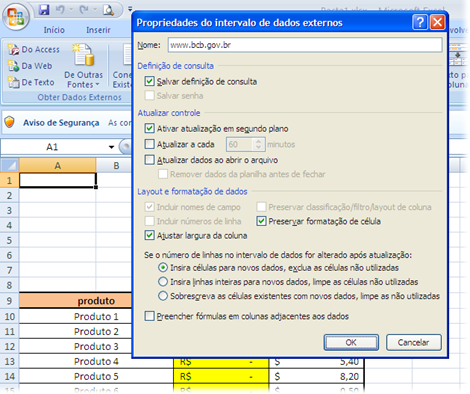 Microsoft Excel
Início
Inserir
Do Access
Da Web
De Texto
De Outras
Fontes
Obter Dados Externos
Aviso de Segurança
As co
A1
A
B
1
2
3
4
5
6
7
8
9
produto
10
Produto 1
11
Produto 2
12
Produto 3
13
Produto 4
R$
-
$
5,40
14
Produto 5
R$
-
$
8,20
Propriedades do intervalo de dados externos
Nome:
www.bcb.gov.br
Definição de consulta
Salvar definição de consulta
Salvar senha
Atualizar controle
Ativar atualização em segundo plano
Atualizar a cada 60 minutos
Atualizar dados ao abrir o arquivo
Remover dados da planilha antes de fechar
Layout e formatação de dados
Incluir nomes de campo
Preservar classificação/filtro/layout de coluna
Incluir números de linha
Preservar formatação de célula
Ajustar largura da coluna
Se o número de linhas no intervalo de dados for alterado após atualização:
Insira células para novos dados, exclua as células não utilizadas
Insira linhas inteiras para novos dados, limpe as células não utilizadas
Sobresgreva as células existentes com novos dados, limpe as não utilizadas
Preencher fórmulas em colunas adjacentes aos dados
OK
Cancelar